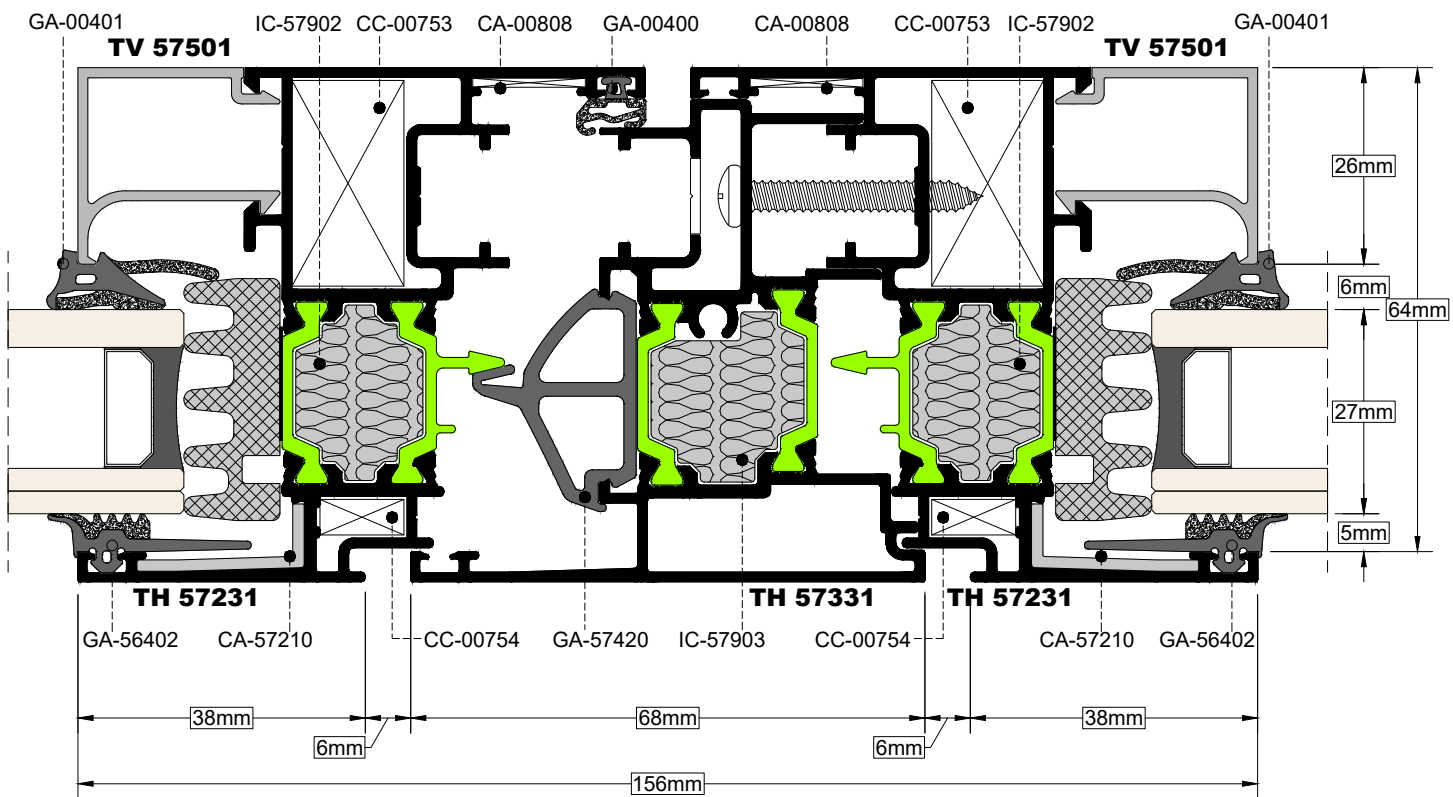 GA-00401 IC-57902 CC-00753 CA-00808 GA-00400 CA-00808 CC-00753 IC-57902 GA-00401
TV 57501 TV 57501
26mm
6mm
64mm
27mm
5mm
TH 57231 TH 57331 TH 57231
GA-56402 CA-57210 CC-00754 GA-57420 IC-57903 CC-00754 CA-57210 GA-56402
38mm 68mm 38mm
6mm 6mm
156mm